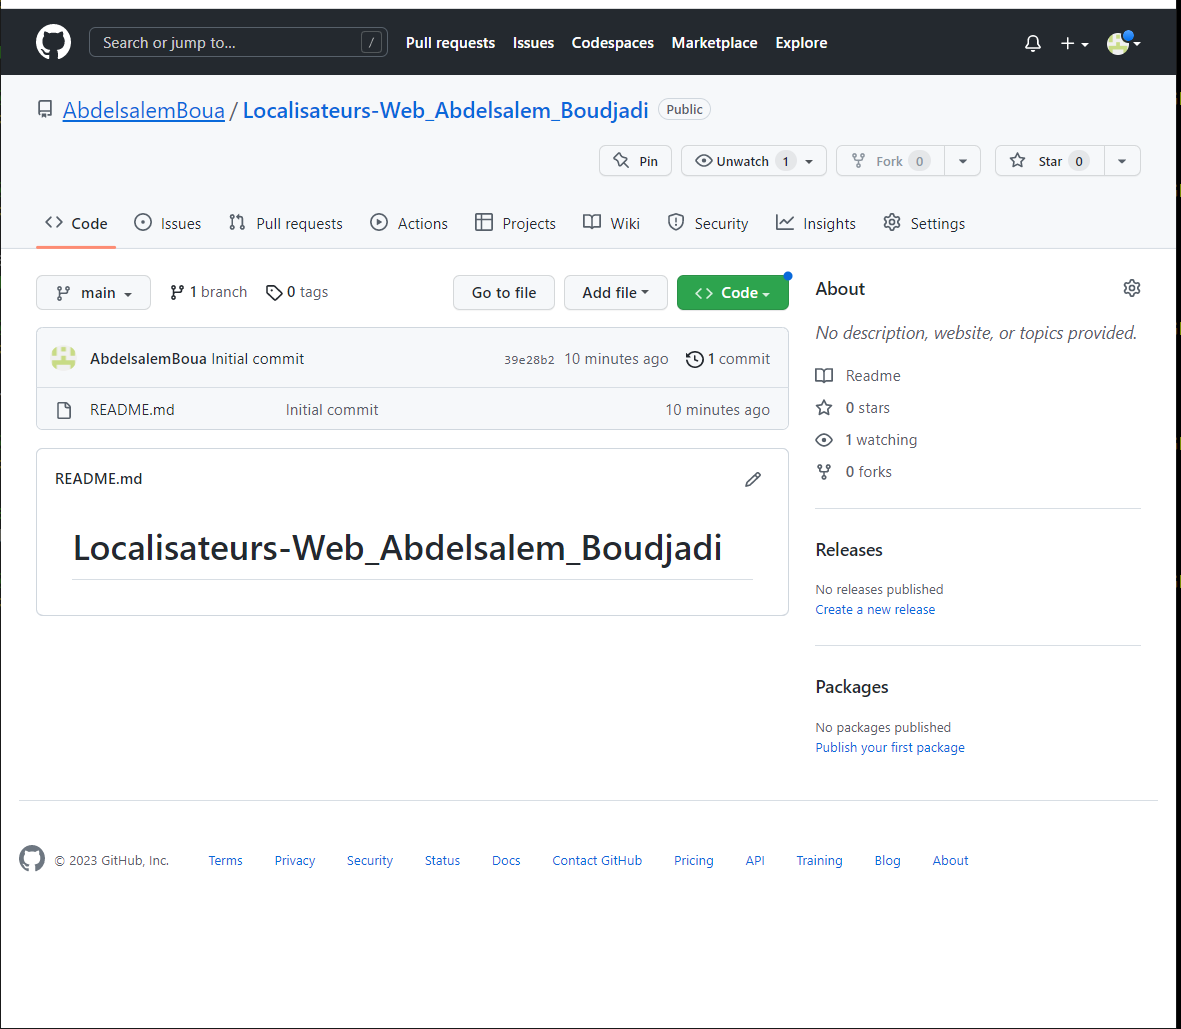 Search or jump to... / Pull requests Issues Codespaces Marketplace Explore
AbdelsalemBoua / Localisateurs-Web_Abdelsalem_Boudjadi Public
Pin Unwatch 1 Fork 0 Star 0
Code Issues Pull requests Actions Projects Wiki Security Insights Settings
main 1 branch 0 tags Go to file Add file Code
AbdelsalemBoua Initial commit 39e28b2 10 minutes ago 1 commit
README.md Initial commit 10 minutes ago
README.md
Localisateurs-Web_Abdelsalem_Boudjadi
About
No description, website, or topics provided.
Readme
0 stars
1 watching
0 forks
Releases
No releases published
Create a new release
Packages
No packages published
Publish your first package
© 2023 GitHub, Inc. Terms Privacy Security Status Docs Contact GitHub Pricing API Training Blog About